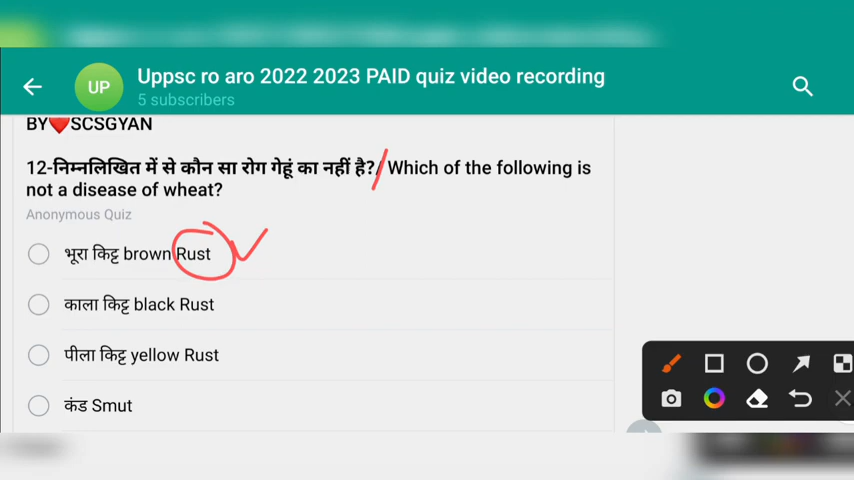 UP
Uppsc ro aro 2022 2023 PAID quiz video recording
5 subscribers
BY❤️SCSGYAN
12-निम्नलिखित में से कौन सा रोग गेहूं का नहीं है?/ Which of the following is
not a disease of wheat?
Anonymous Quiz
भूरा किट्ट brown Rust
काला किट्ट black Rust
पीला किट्ट yellow Rust
कंड Smut